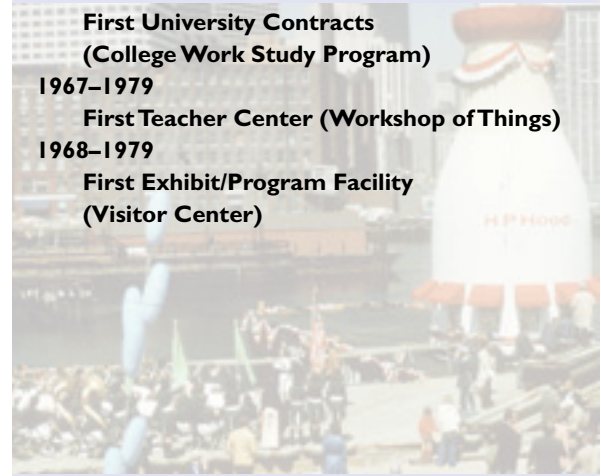 First University Contracts
(College Work Study Program)
1967–1979
First Teacher Center (Workshop of Things)
1968–1979
First Exhibit/Program Facility
(Visitor Center)
HP Hood